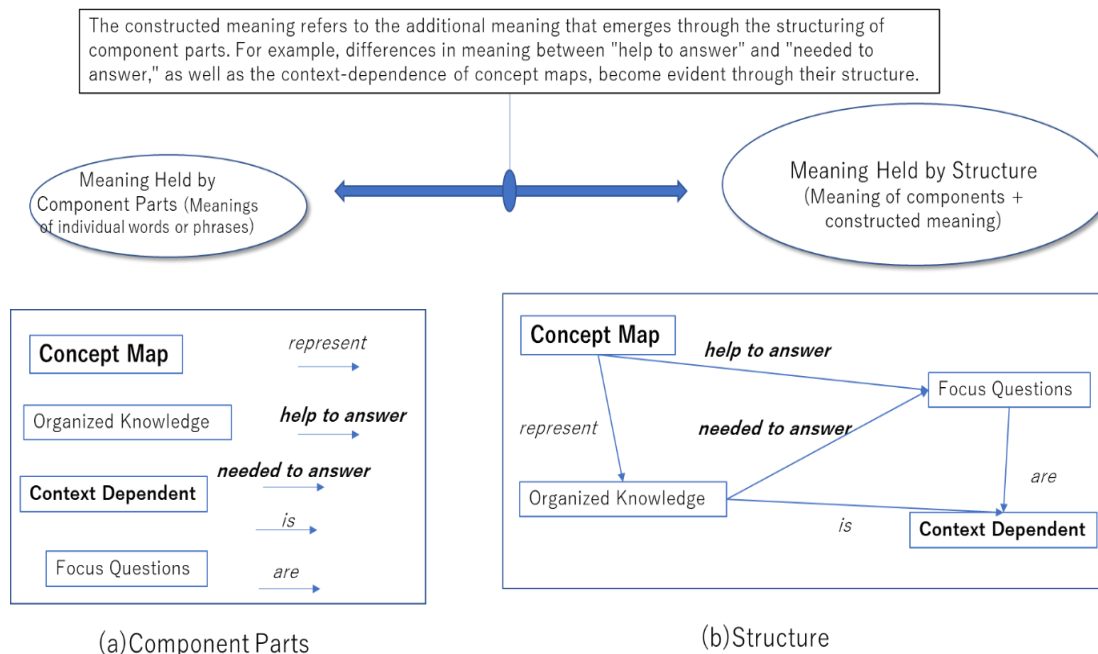 The constructed meaning refers to the additional meaning that emerges through the structuring of
component parts. For example, differences in meaning between "help to answer" and "needed to
answer," as well as the context-dependence of concept maps, become evident through their structure.
Meaning Held by
Component Parts (Meanings
of individual words or phrases)
Meaning Held by Structure
(Meaning of components +
constructed meaning)
Concept Map
represent
Organized Knowledge
help to answer
needed to answer
Context Dependent
is
Focus Questions
are
(a)Component Parts
Concept Map
help to answer
Focus Questions
represent
needed to answer
are
Organized Knowledge
is
Context Dependent
(b)Structure